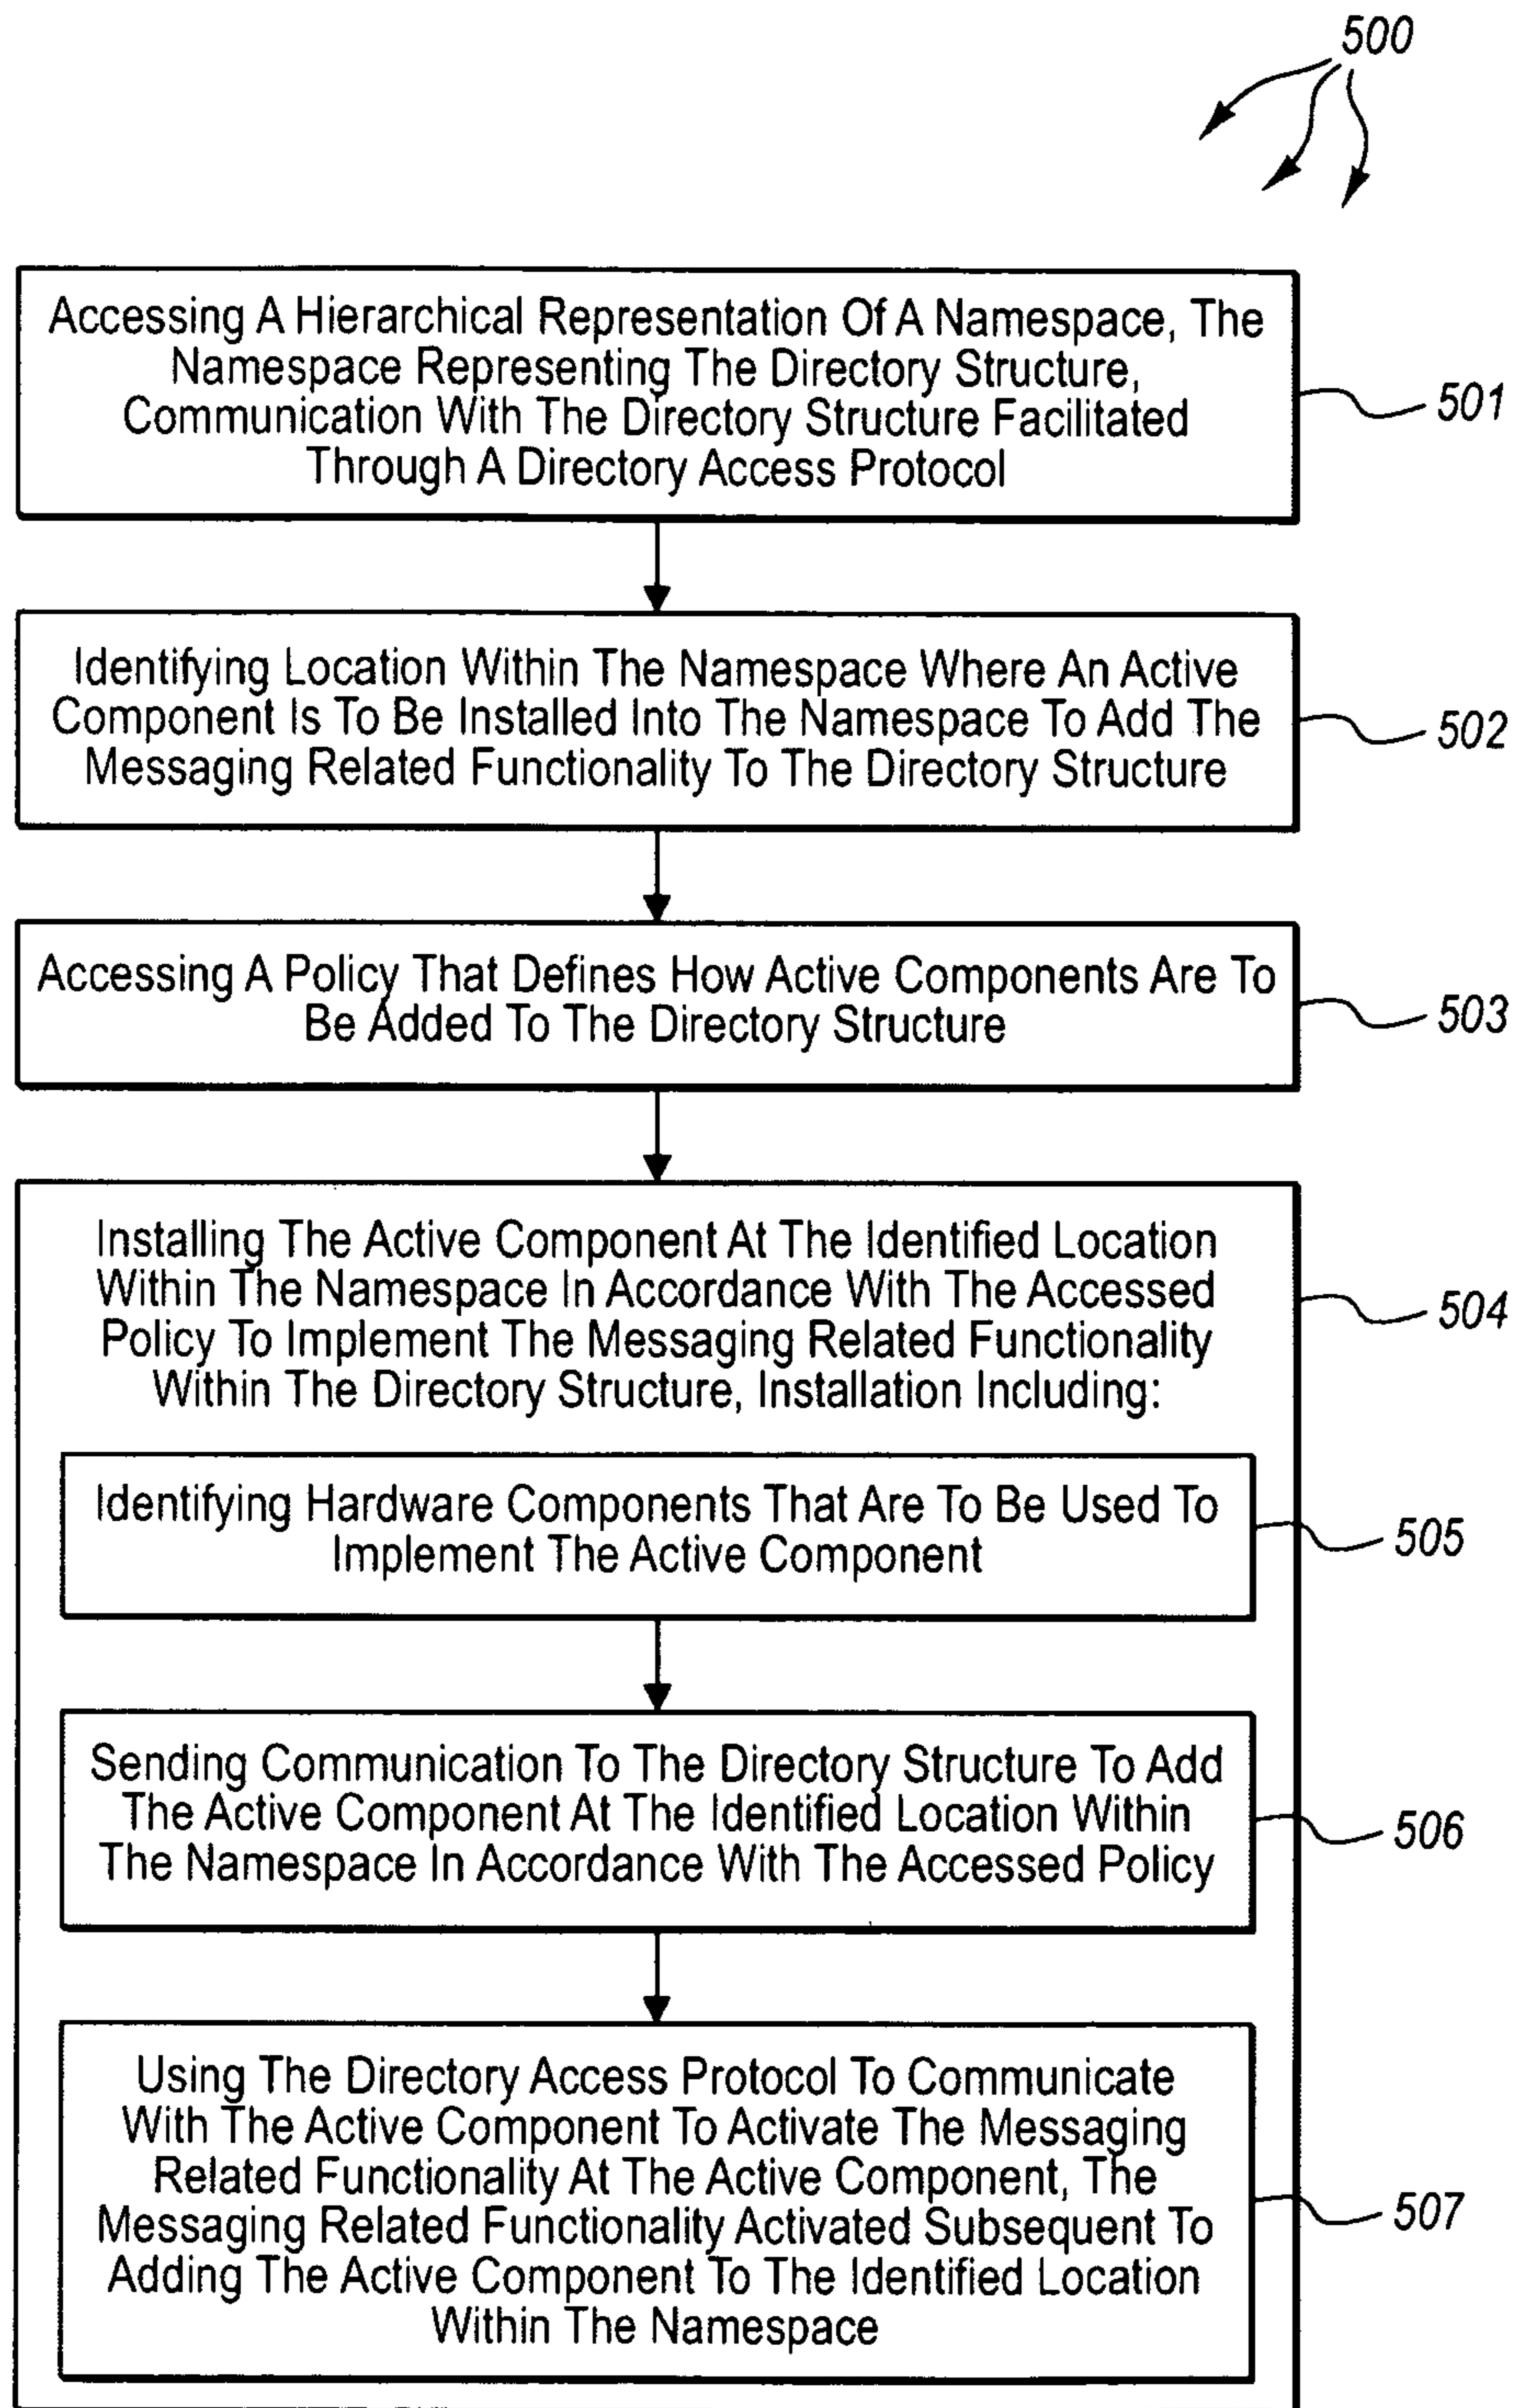 500
Accessing A Hierarchical Representation Of A Namespace, The
Namespace Representing The Directory Structure,
Communication With The Directory Structure Facilitated
Through A Directory Access Protocol
501
Identifying Location Within The Namespace Where An Active
Component Is To Be Installed Into The Namespace To Add The
Messaging Related Functionality To The Directory Structure
502
Accessing A Policy That Defines How Active Components Are To
Be Added To The Directory Structure
503
Installing The Active Component At The Identified Location
Within The Namespace In Accordance With The Accessed
Policy To Implement The Messaging Related Functionality
Within The Directory Structure, Installation Including:
504
Identifying Hardware Components That Are To Be Used To
Implement The Active Component
505
Sending Communication To The Directory Structure To Add
The Active Component At The Identified Location Within
The Namespace In Accordance With The Accessed Policy
506
Using The Directory Access Protocol To Communicate
With The Active Component To Activate The Messaging
Related Functionality At The Active Component, The
Messaging Related Functionality Activated Subsequent To
Adding The Active Component To The Identified Location
Within The Namespace
507